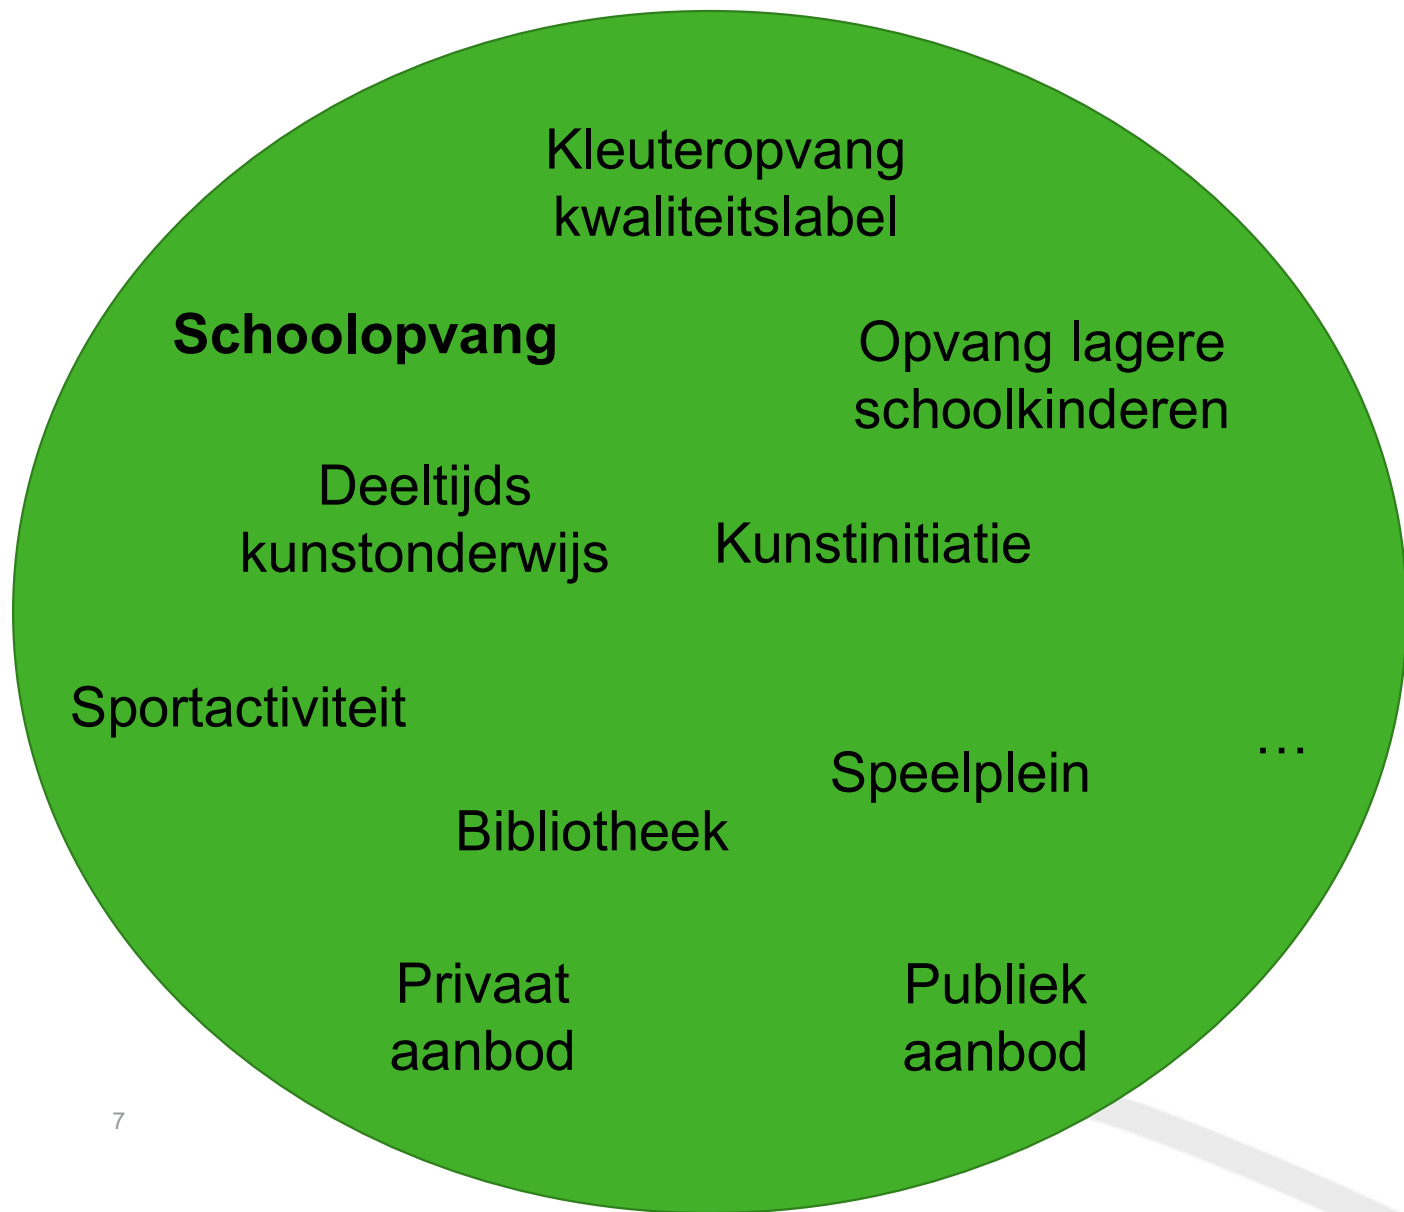 Kleuteropvang
kwaliteitslabel
Schoolopvang
Opvang lagere
schoolkinderen
Deeltijds
kunstonderwijs
Kunstinitiatie
Sportactiviteit
…
Speelplein
Bibliotheek
Privaat
aanbod
Publiek
aanbod
7